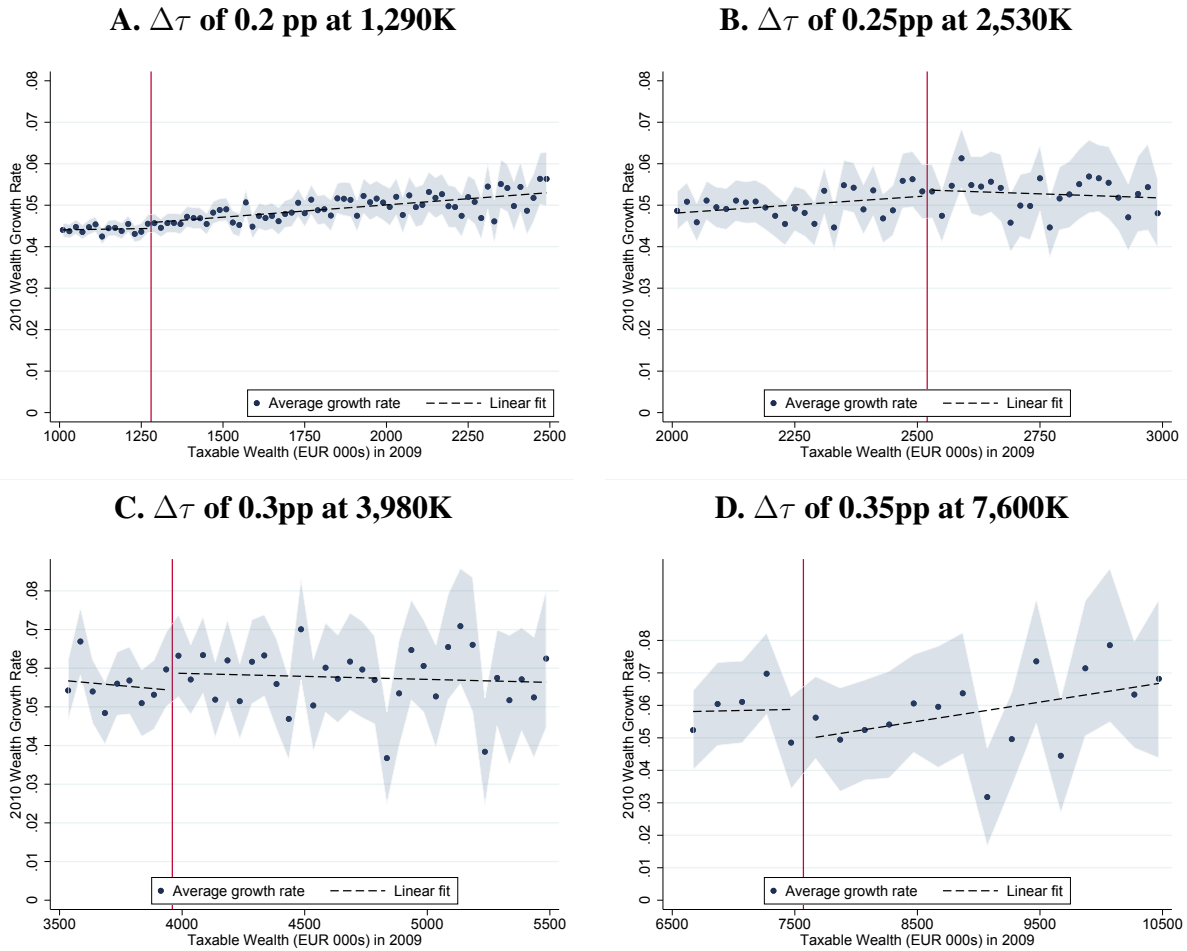 A. Δτ of 0.2 pp at 1,290K
2010 Wealth Growth Rate
.08
.07
.06
.05
.04
.03
.02
.01
0
Average growth rate
Linear fit
1000 1250 1500 1750 2000 2250 2500
Taxable Wealth (EUR 000s) in 2009
B. Δτ of 0.25pp at 2,530K
2010 Wealth Growth Rate
.08
.07
.06
.05
.04
.03
.02
.01
0
Average growth rate
Linear fit
2000 2250 2500 2750 3000
Taxable Wealth (EUR 000s) in 2009
C. Δτ of 0.3pp at 3,980K
2010 Wealth Growth Rate
.08
.07
.06
.05
.04
.03
.02
.01
0
Average growth rate
Linear fit
3500 4000 4500 5000 5500
Taxable Wealth (EUR 000s) in 2009
D. Δτ of 0.35pp at 7,600K
2010 Wealth Growth Rate
.08
.07
.06
.05
.04
.03
.02
.01
0
Average growth rate
Linear fit
6500 7500 8500 9500 10500
Taxable Wealth (EUR 000s) in 2009